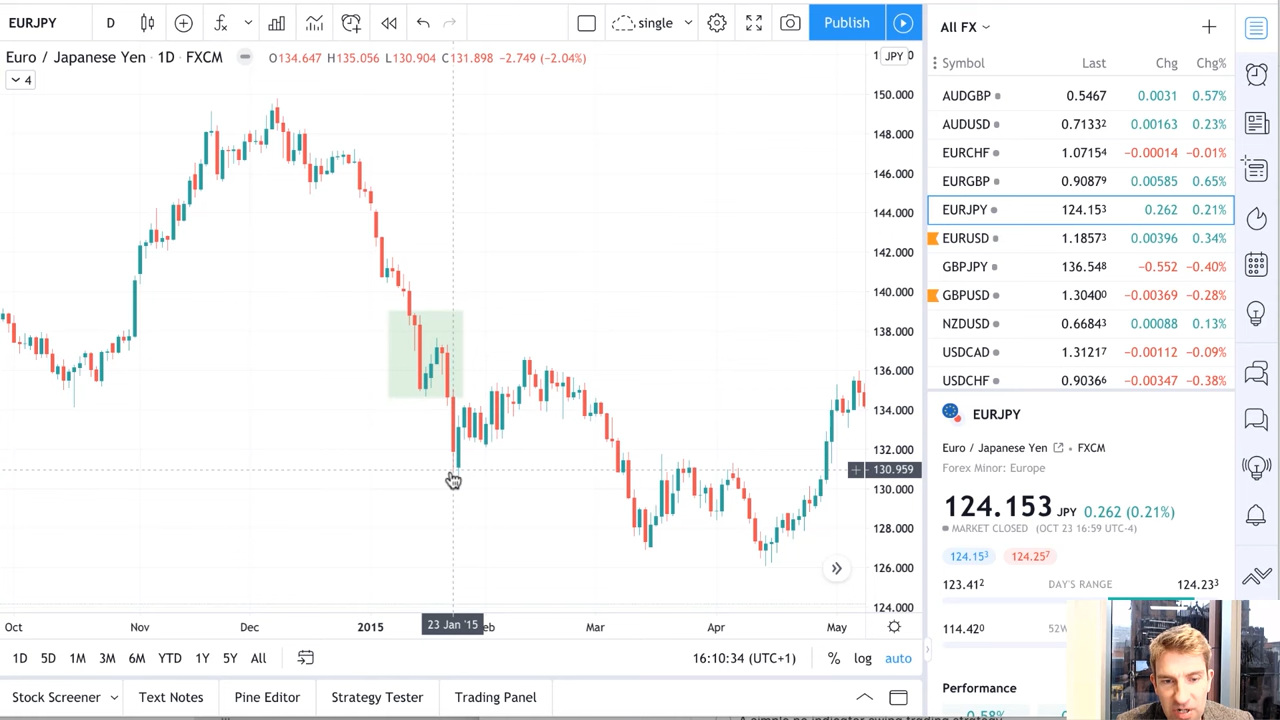 EURJPY D single Publish
Euro / Japanese Yen · 1D · FXCM O134.647 H135.056 L130.904 C131.898 −2.749 (−2.04%)
4
JPY
150.000
148.000
146.000
144.000
142.000
140.000
138.000
136.000
134.000
132.000
130.959
130.000
128.000
126.000
124.000
Oct Nov Dec 2015 23 Jan '15 eb Mar Apr May
1D 5D 1M 3M 6M YTD 1Y 5Y All 16:10:34 (UTC+1) % log auto
Stock Screener Text Notes Pine Editor Strategy Tester Trading Panel
All FX
Symbol Last Chg Chg%
AUDGBP 0.5467 0.0031 0.57%
AUDUSD 0.71332 0.00163 0.23%
EURCHF 1.07154 −0.00014 −0.01%
EURGBP 0.90879 0.00585 0.65%
EURJPY 124.153 0.262 0.21%
EURUSD 1.18573 0.00396 0.34%
GBPJPY 136.548 −0.552 −0.40%
GBPUSD 1.30400 −0.00369 −0.28%
NZDUSD 0.66843 0.00088 0.13%
USDCAD 1.31217 −0.00112 −0.09%
USDCHF 0.90366 −0.00347 −0.38%
EURJPY
Euro / Japanese Yen • FXCM
Forex Minor: Europe
124.153 JPY 0.262 (0.21%)
MARKET CLOSED (OCT 23 16:59 UTC-4)
124.153 124.257
123.412 DAY'S RANGE 124.233
114.420 52W
Performance